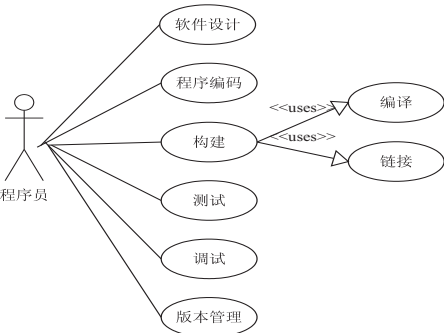 软件设计
程序编码
<<uses>>
编译
构建
<<uses>>
链接
程序员
测试
调试
版本管理